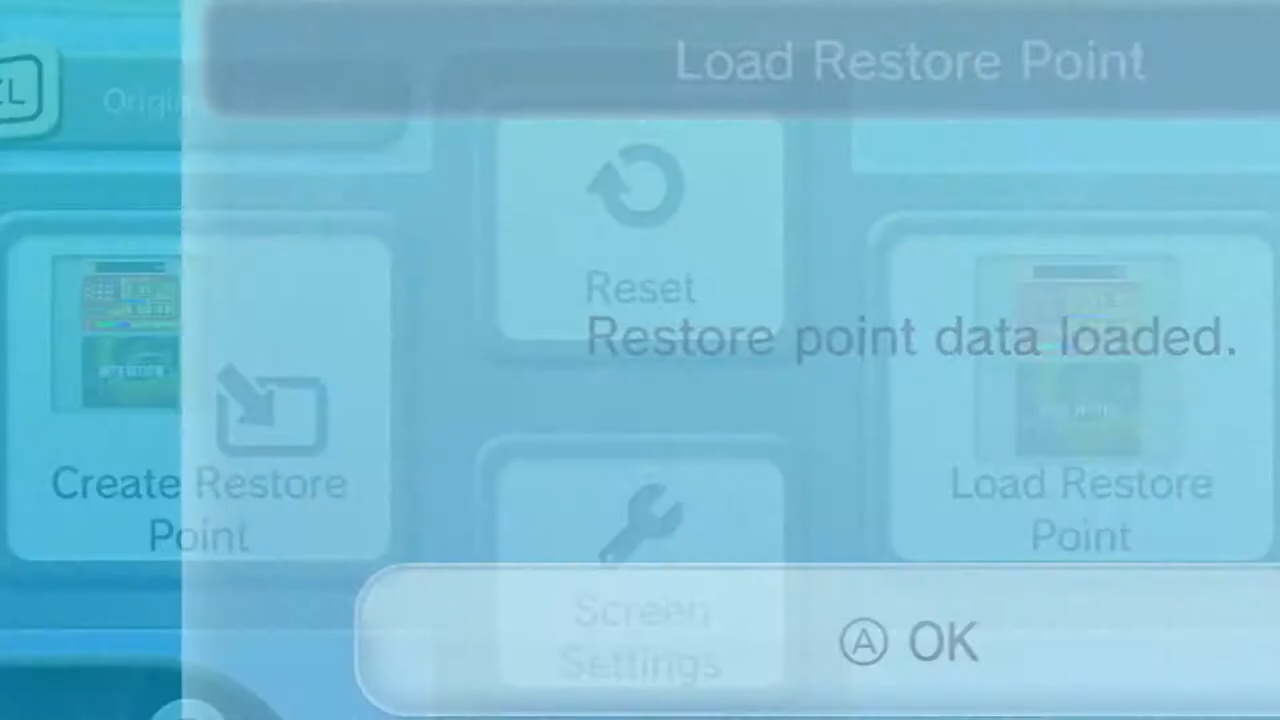 Load Restore Point
Reset
Restore point data loaded.
Create Restore
Point
Load Restore
Point
Screen
Settings
Ⓐ OK